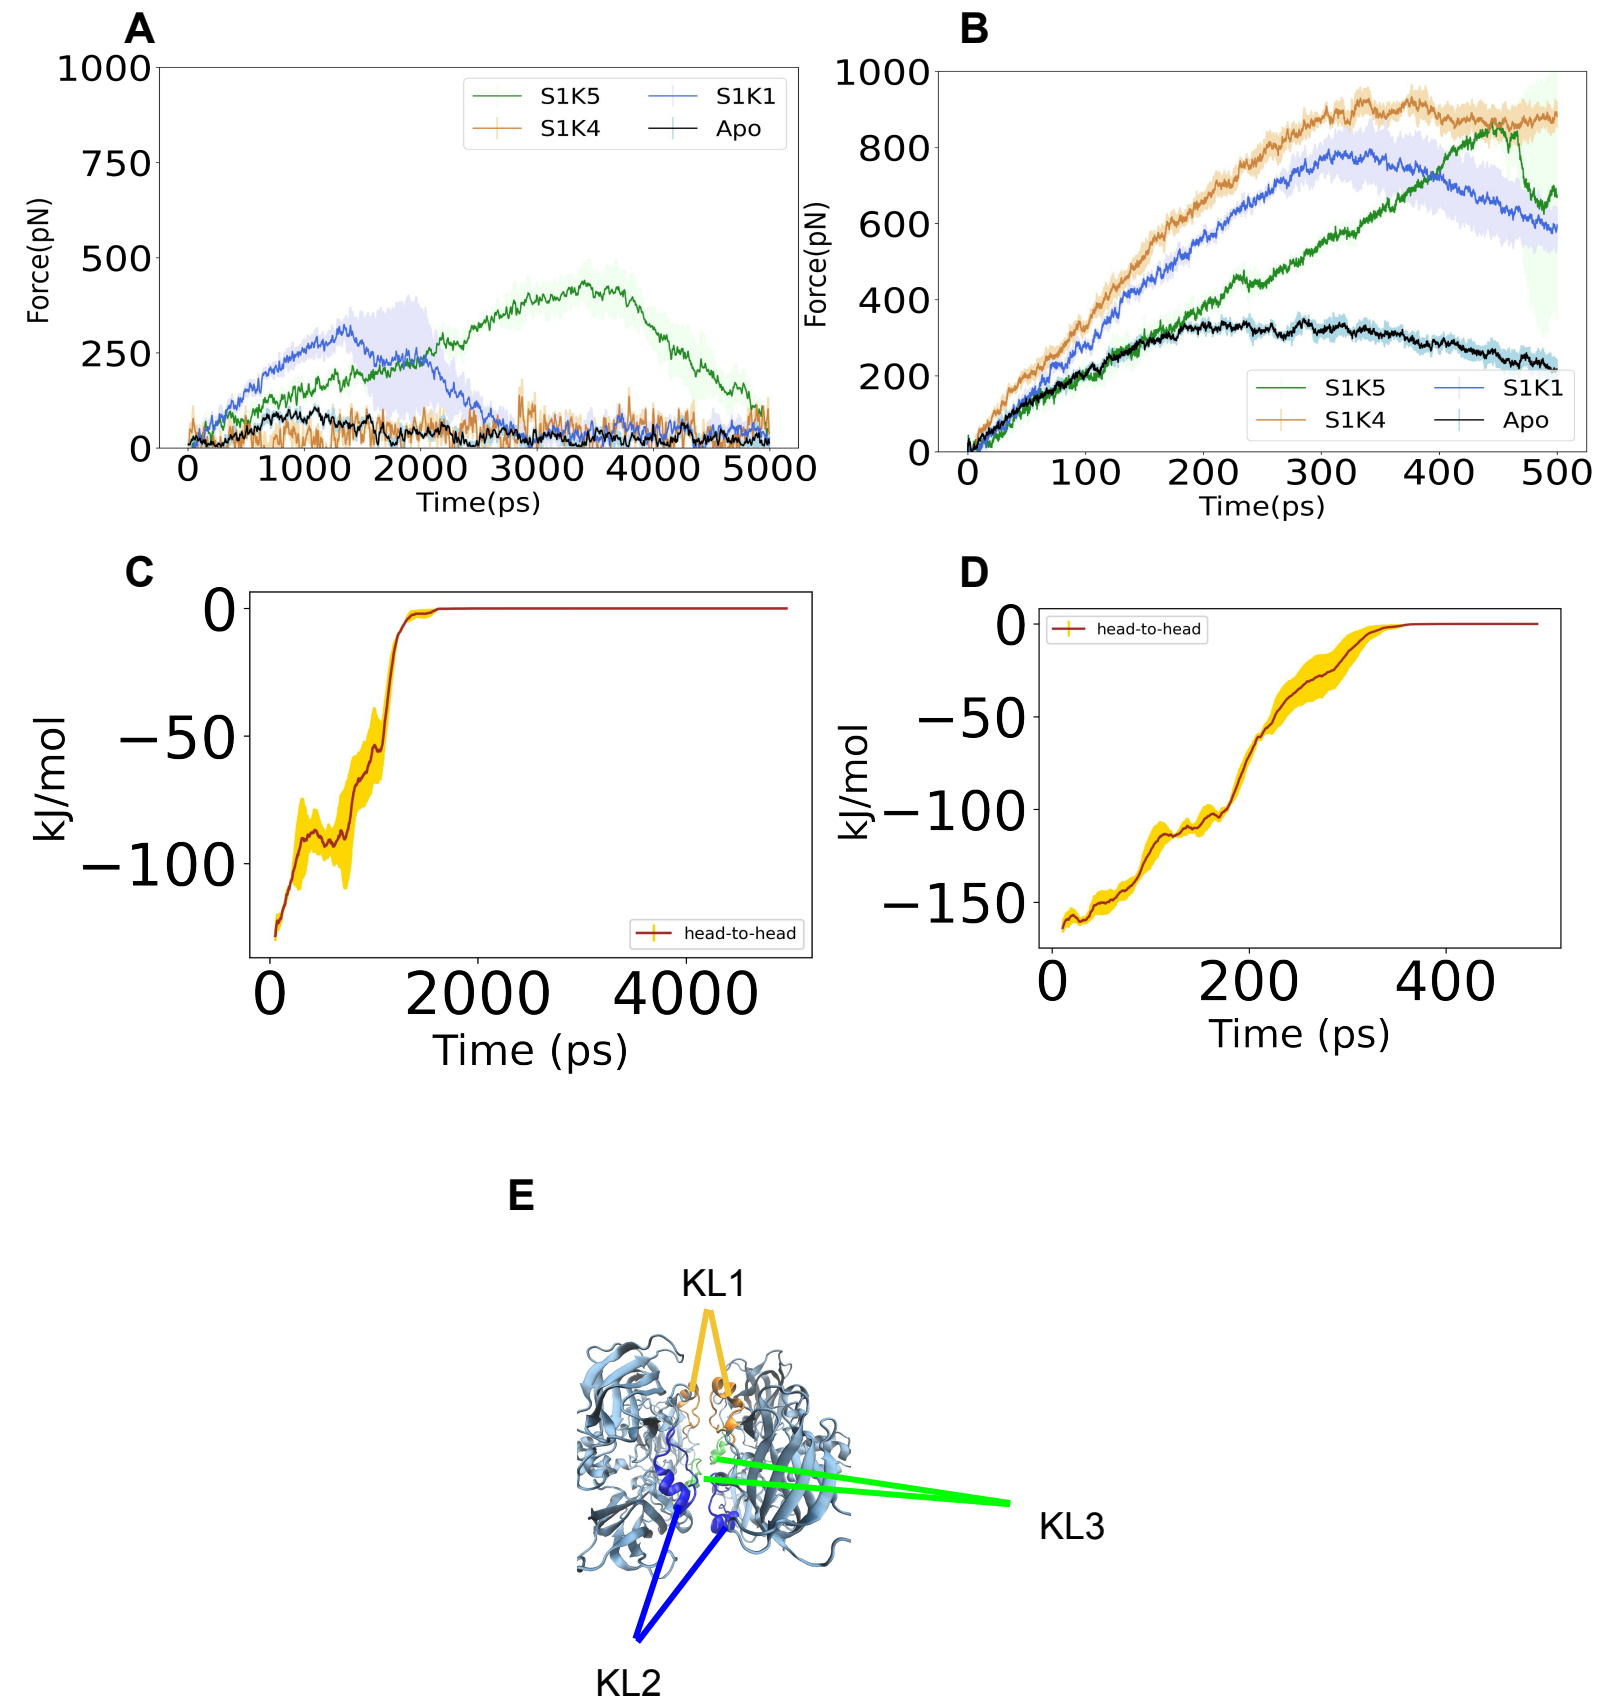 A
1000
750
500
250
0
Force(pN)
S1K5
S1K4
S1K1
Apo
0 1000 2000 3000 4000 5000
Time(ps)
B
1000
800
600
400
200
0
Force(pN)
S1K5
S1K4
S1K1
Apo
0 100 200 300 400 500
Time(ps)
C
0
−50
−100
kJ/mol
head-to-head
0 2000 4000
Time (ps)
D
0
−50
−100
−150
kJ/mol
head-to-head
0 200 400
Time (ps)
E
KL1
KL3
KL2